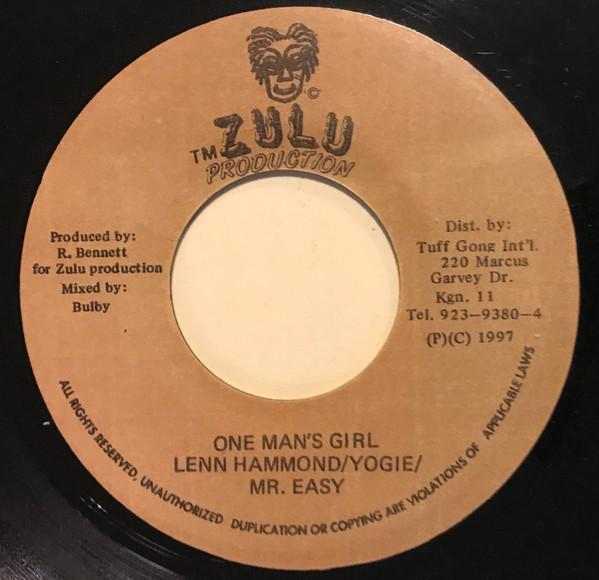 ©
TM ZULU
PRODUCTION
Produced by:
R. Bennett
for Zulu production
Mixed by:
Bulby
Dist. by:
Tuff Gong Int'l.
220 Marcus
Garvey Dr.
Kgn. 11
Tel. 923-9380-4
(P)(C) 1997
ONE MAN'S GIRL
LENN HAMMOND/YOGIE/
MR. EASY
ALL RIGHTS RESERVED, UNAUTHORIZED DUPLICATION OR COPYING ARE VIOLATIONS OF APPLICABLE LAWS